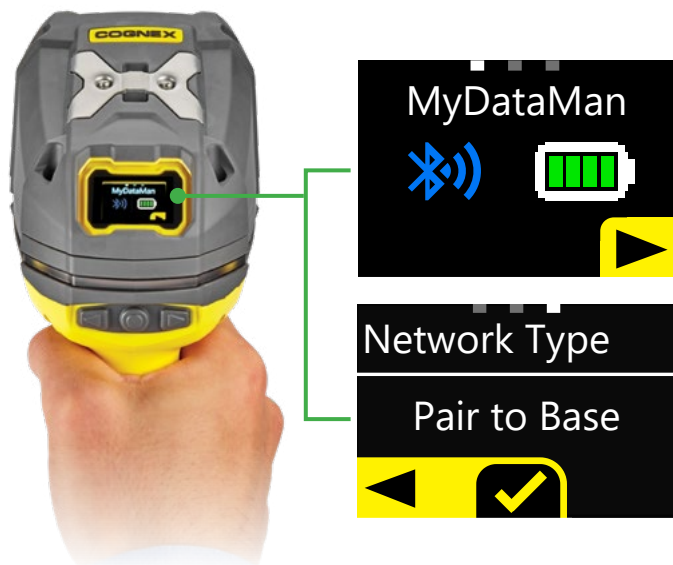 COGNEX
MyDataMan
MyDataMan
Network Type
Pair to Base